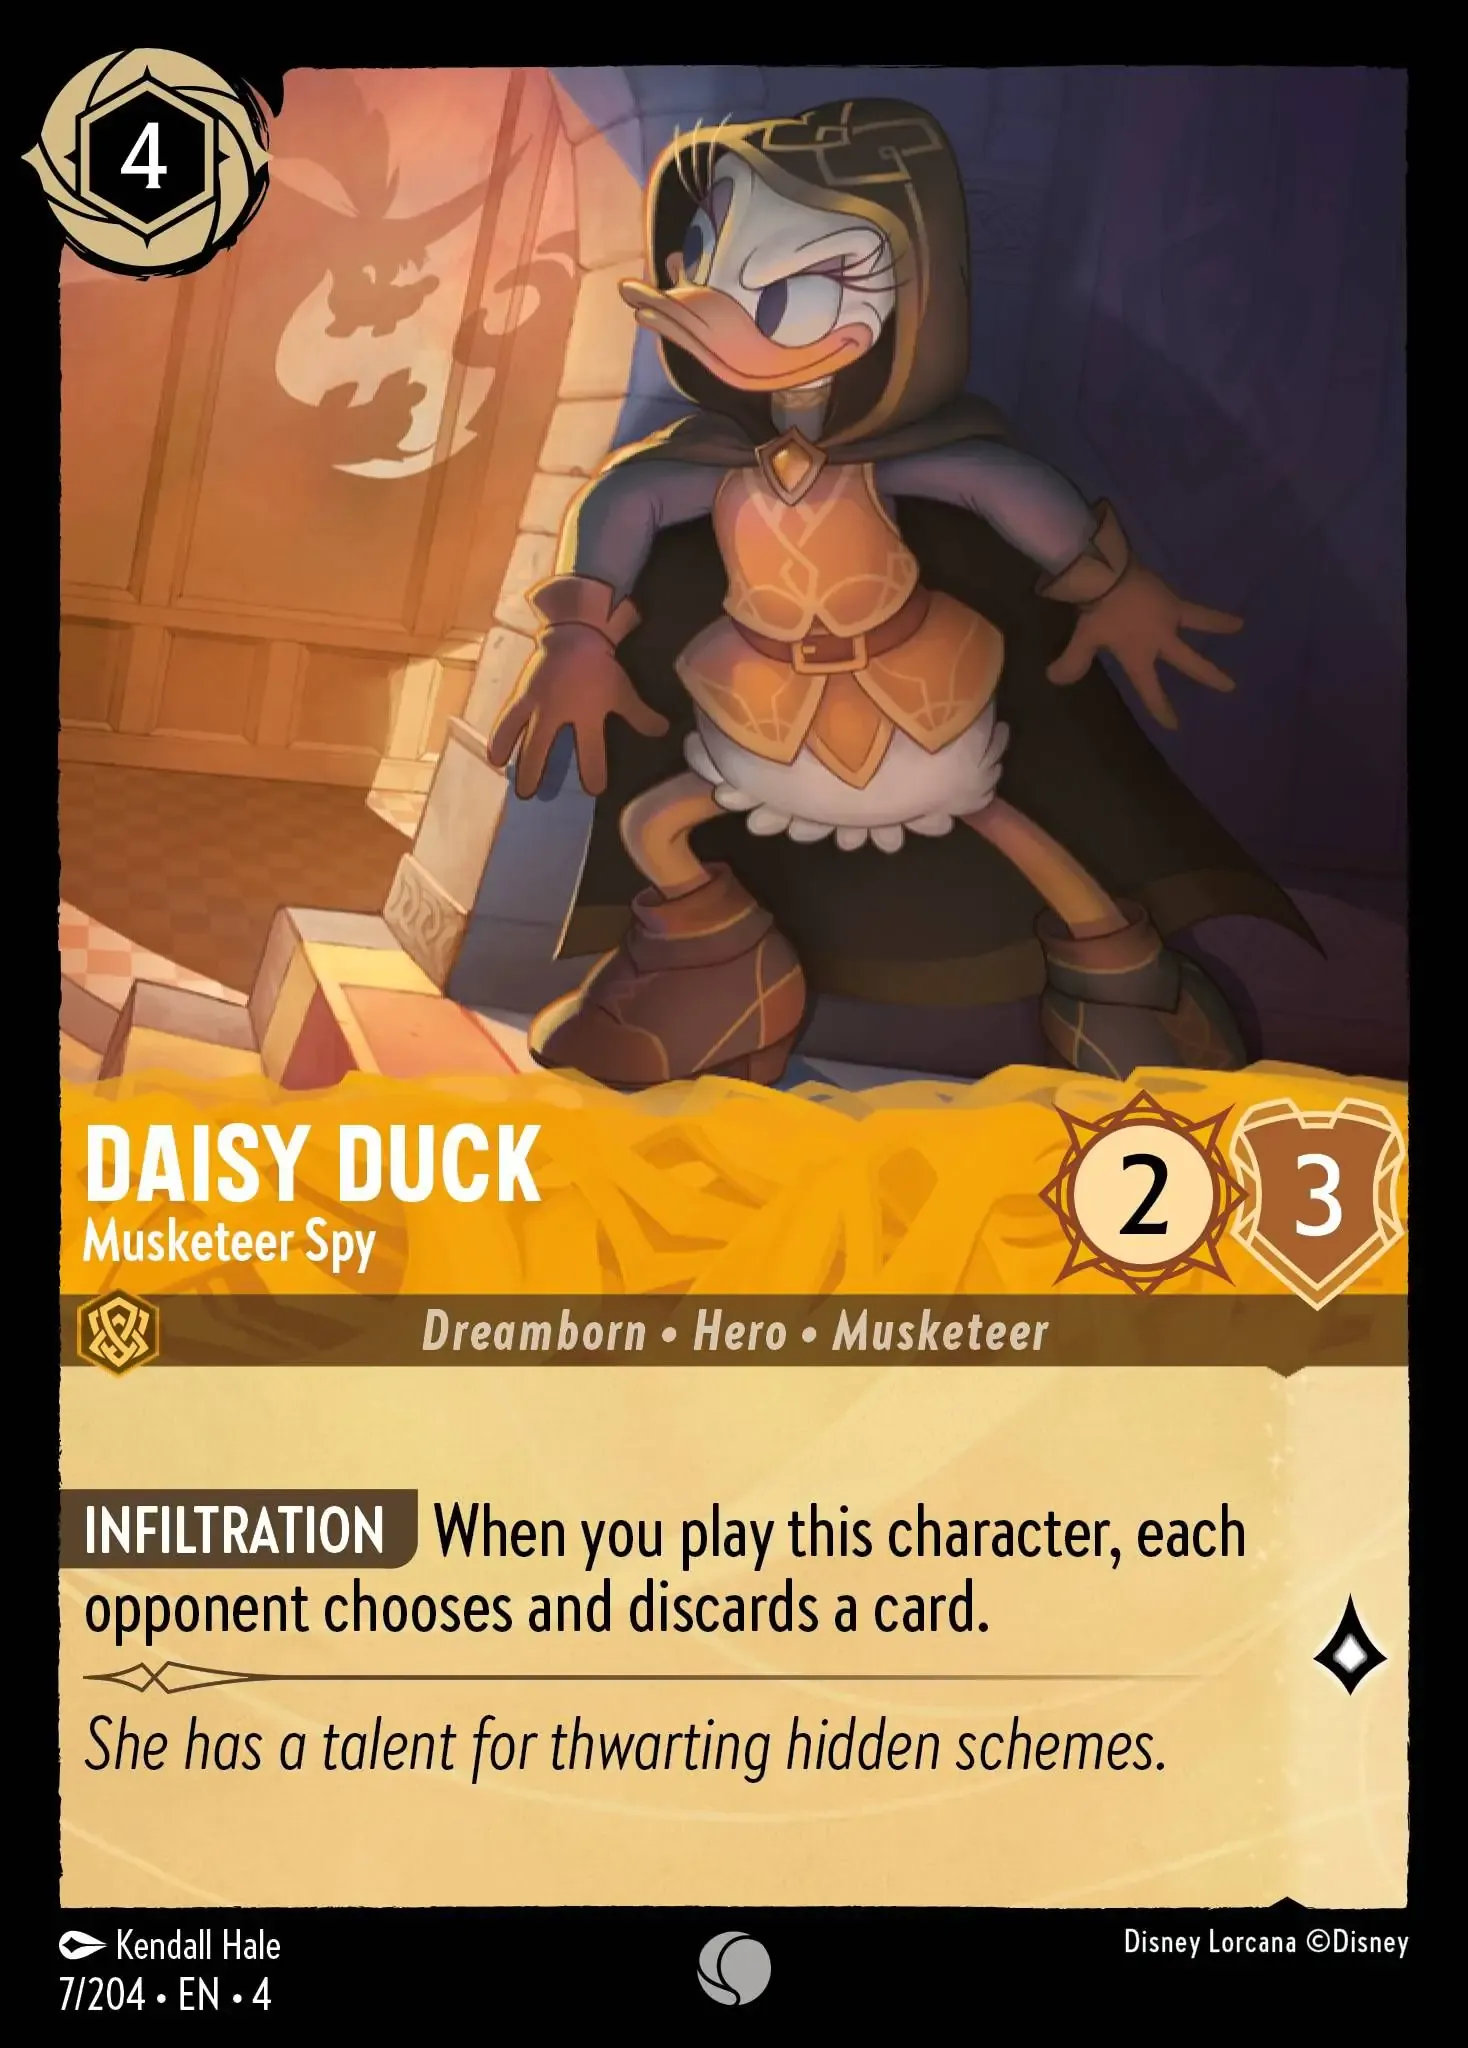 4
DAISY DUCK
Musketeer Spy
2
3
Dreamborn • Hero • Musketeer
INFILTRATION When you play this character, each
opponent chooses and discards a card.
She has a talent for thwarting hidden schemes.
Kendall Hale
7/204 • EN • 4
Disney Lorcana ©Disney